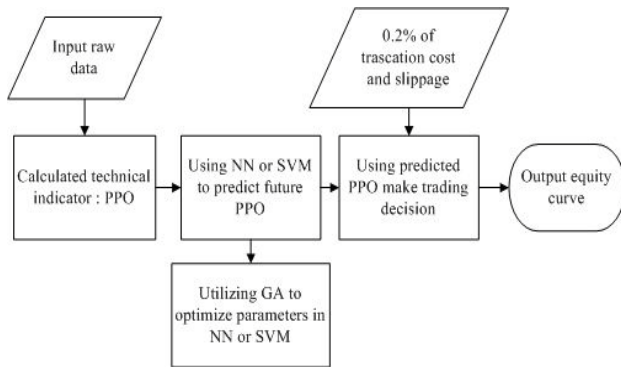 Input raw
data
0.2% of
trascation cost
and slippage
Calculated technical
indicator : PPO
Using NN or SVM
to predict future
PPO
Using predicted
PPO make trading
decision
Output equity
curve
Utilizing GA to
optimize parameters in
NN or SVM